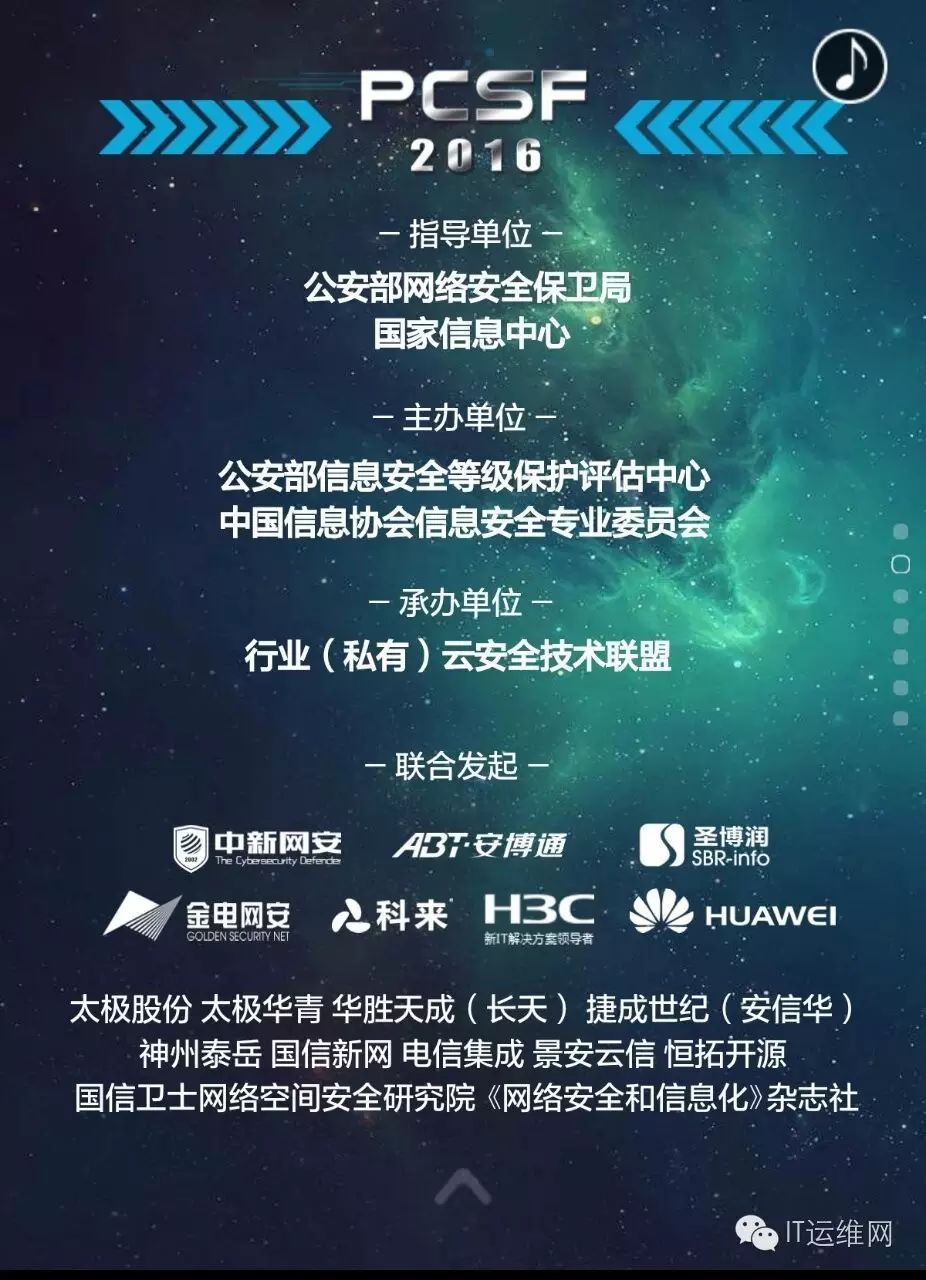 PCSF
2016
– 指导单位 –
公安部网络安全保卫局
国家信息中心
– 主办单位 –
公安部信息安全等级保护评估中心
中国信息协会信息安全专业委员会
– 承办单位 –
行业（私有）云安全技术联盟
– 联合发起 –
2002 中新网安 The Cybersecurity Defender
ABT·安博通
圣博润 SBR-info
金电网安 GOLDEN SECURITY NET
科来
H3C 新IT解决方案领导者
HUAWEI
太极股份 太极华青 华胜天成（长天） 捷成世纪（安信华）
神州泰岳 国信新网 电信集成 景安云信 恒拓开源
国信卫士网络空间安全研究院《网络安全和信息化》杂志社
IT运维网